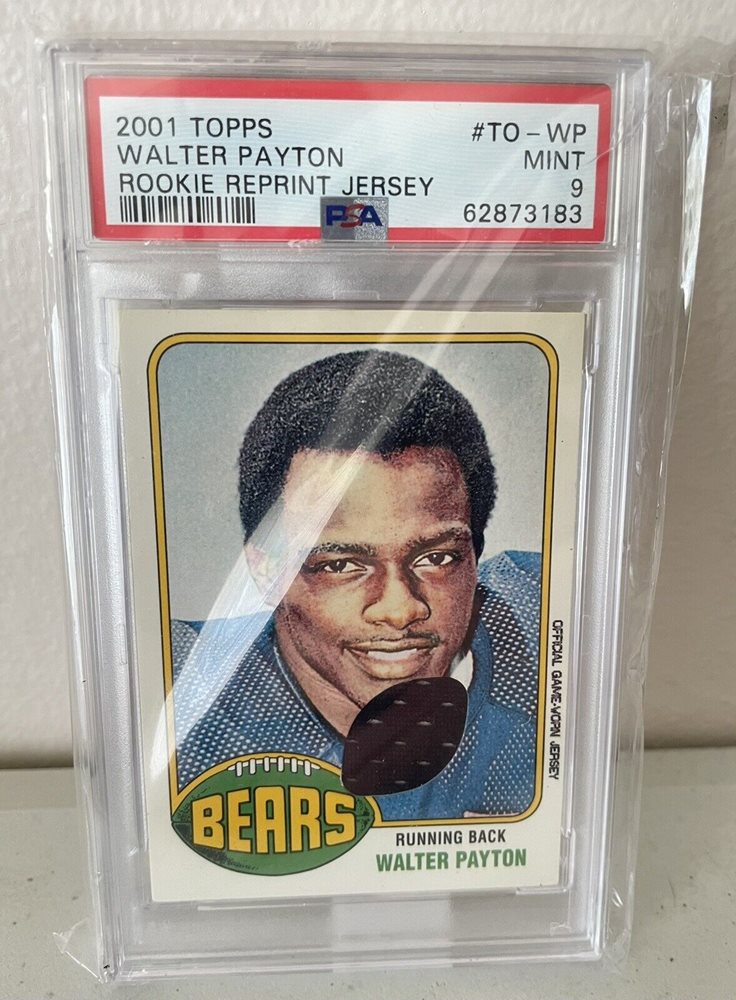 2001 TOPPS #TO-WP
WALTER PAYTON MINT
ROOKIE REPRINT JERSEY 9
PSA 62873183
OFFICIAL GAME-WORN JERSEY
BEARS
RUNNING BACK
WALTER PAYTON